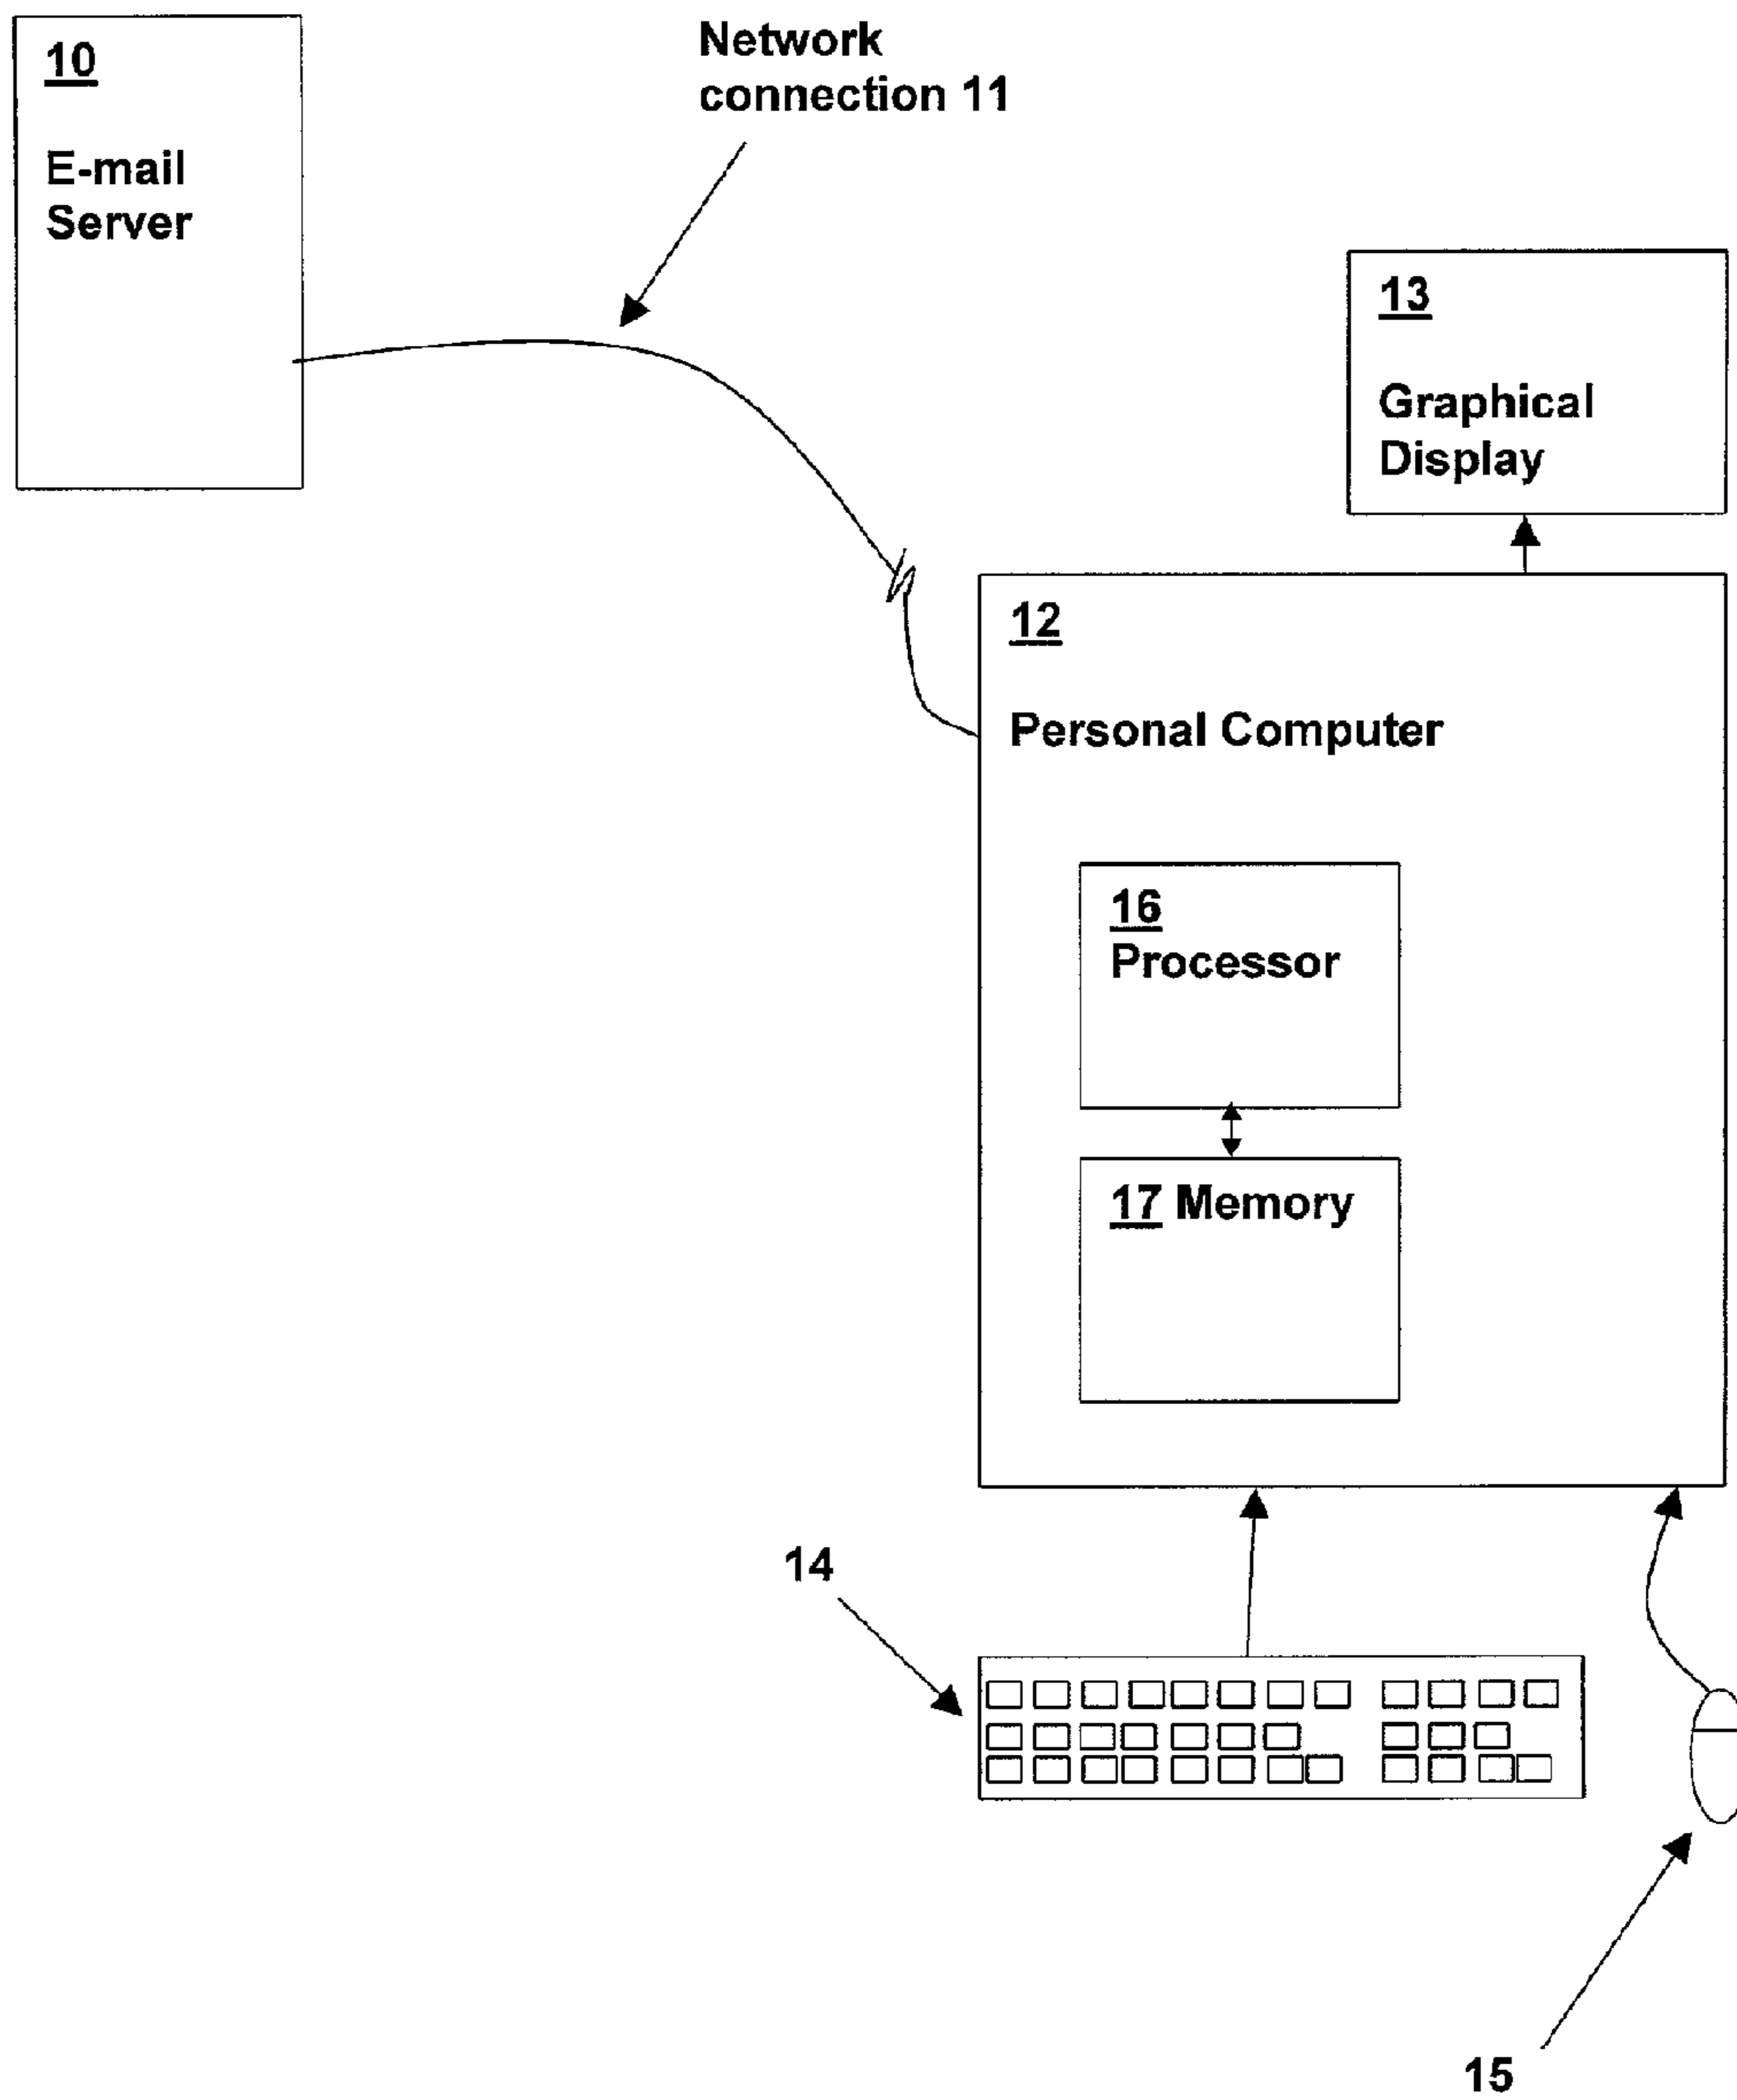 10
E-mail
Server
Network
connection 11
13
Graphical
Display
12
Personal Computer
16
Processor
17 Memory
14
15